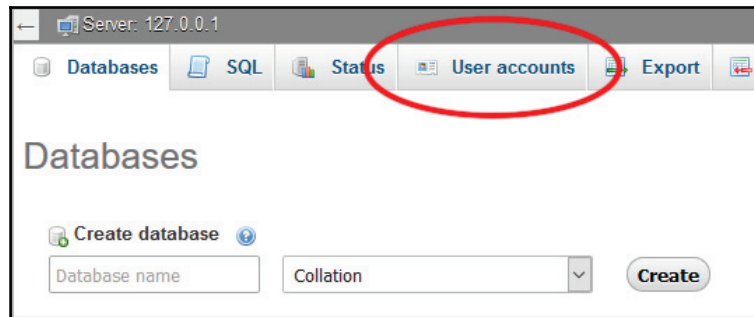 Server: 127.0.0.1
Databases SQL Status User accounts Export
Databases
Create database
Database name Collation Create